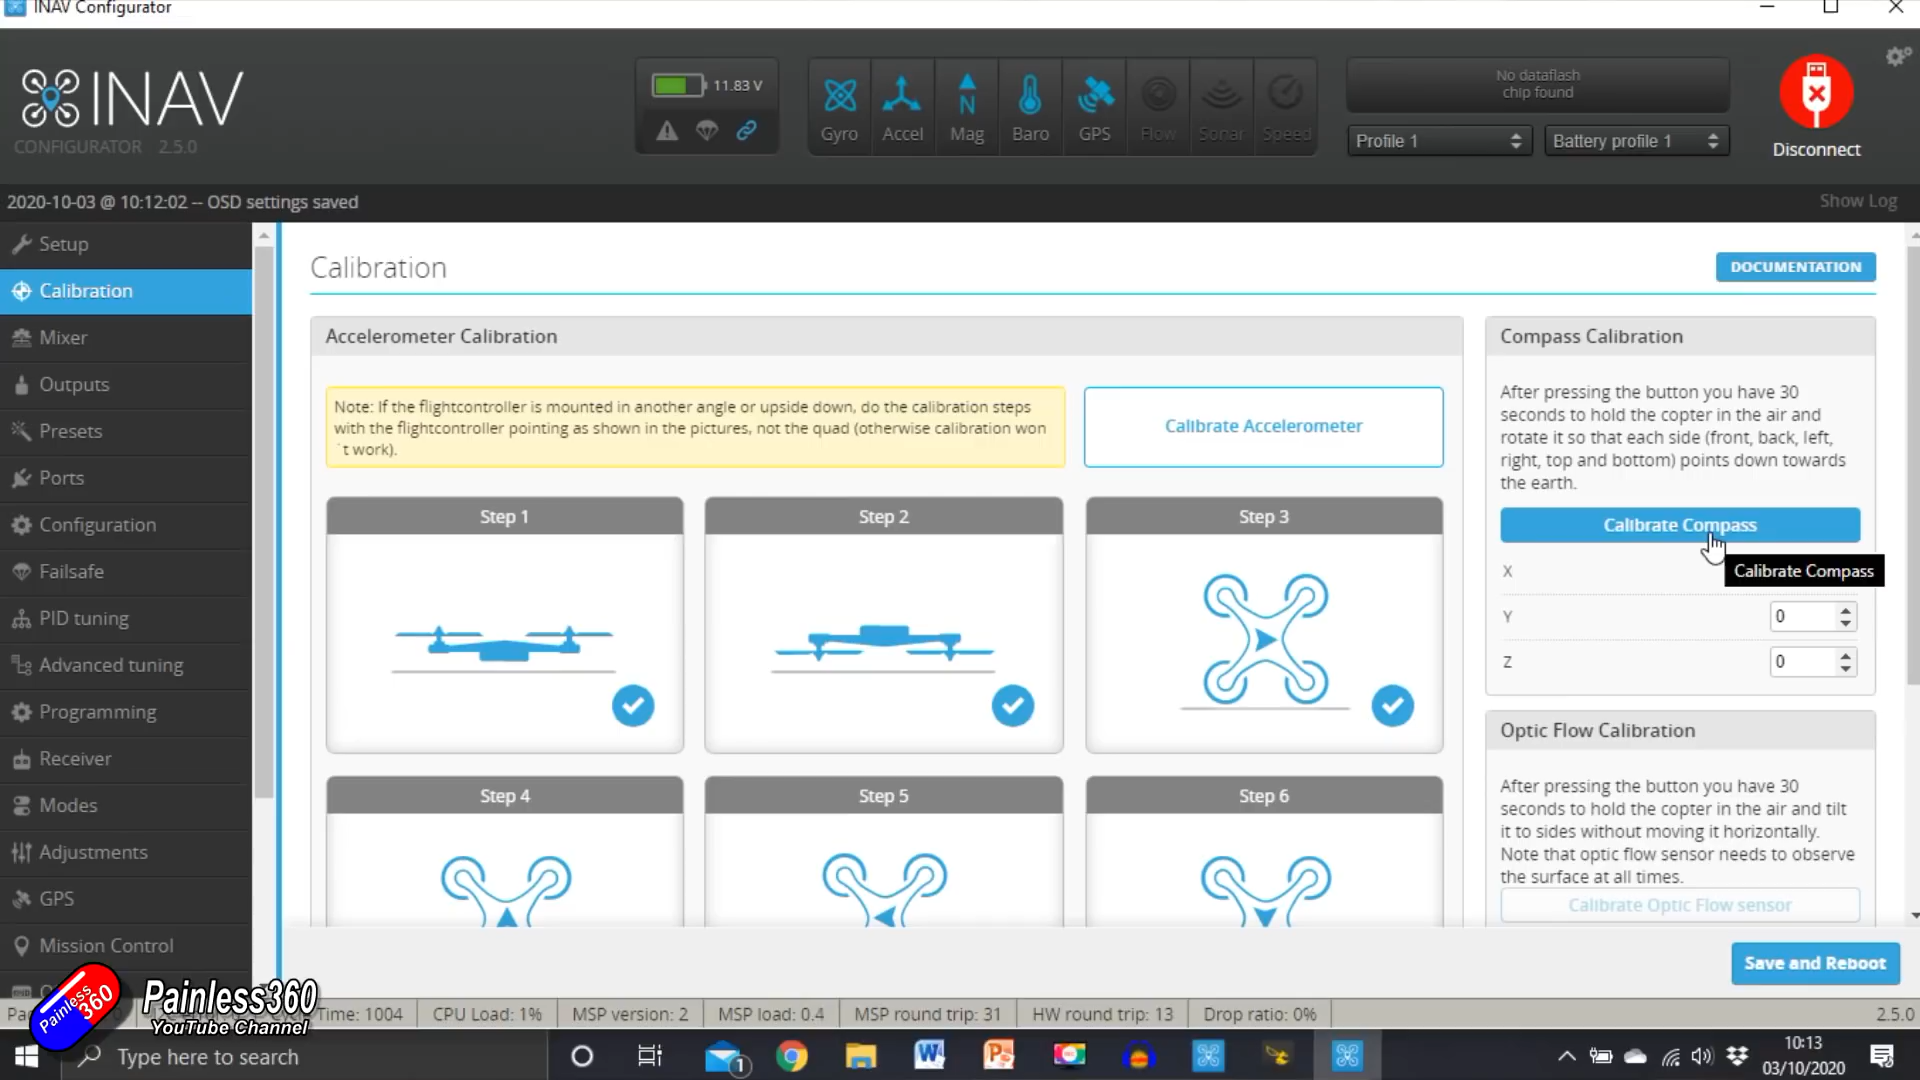 INAV Configurator
INAV
CONFIGURATOR 2.5.0
11.83 V
Gyro
Accel
Mag
Baro
GPS
Flow
Sonar
Speed
No dataflash
chip found
Profile 1
Battery profile 1
Disconnect
2020-10-03 @ 10:12:02 -- OSD settings saved
Show Log
Setup
Calibration
Mixer
Outputs
Presets
Ports
Configuration
Failsafe
PID tuning
Advanced tuning
Programming
Receiver
Modes
Adjustments
GPS
Mission Control
Calibration
DOCUMENTATION
Accelerometer Calibration
Note: If the flightcontroller is mounted in another angle or upside down, do the calibration steps
with the flightcontroller pointing as shown in the pictures, not the quad (otherwise calibration won
´t work).
Calibrate Accelerometer
Step 1
Step 2
Step 3
Step 4
Step 5
Step 6
Compass Calibration
After pressing the button you have 30
seconds to hold the copter in the air and
rotate it so that each side (front, back, left,
right, top and bottom) points down towards
the earth.
Calibrate Compass
Calibrate Compass
X
Y 0
Z 0
Optic Flow Calibration
After pressing the button you have 30
seconds to hold the copter in the air and tilt
it to sides without moving it horizontally.
Note that optic flow sensor needs to observe
the surface at all times.
Calibrate Optic Flow sensor
Save and Reboot
Painless360
Painless360
YouTube Channel
Time: 1004
CPU Load: 1%
MSP version: 2
MSP load: 0.4
MSP round trip: 31
HW round trip: 13
Drop ratio: 0%
2.5.0
Type here to search
1
10:13
03/10/2020